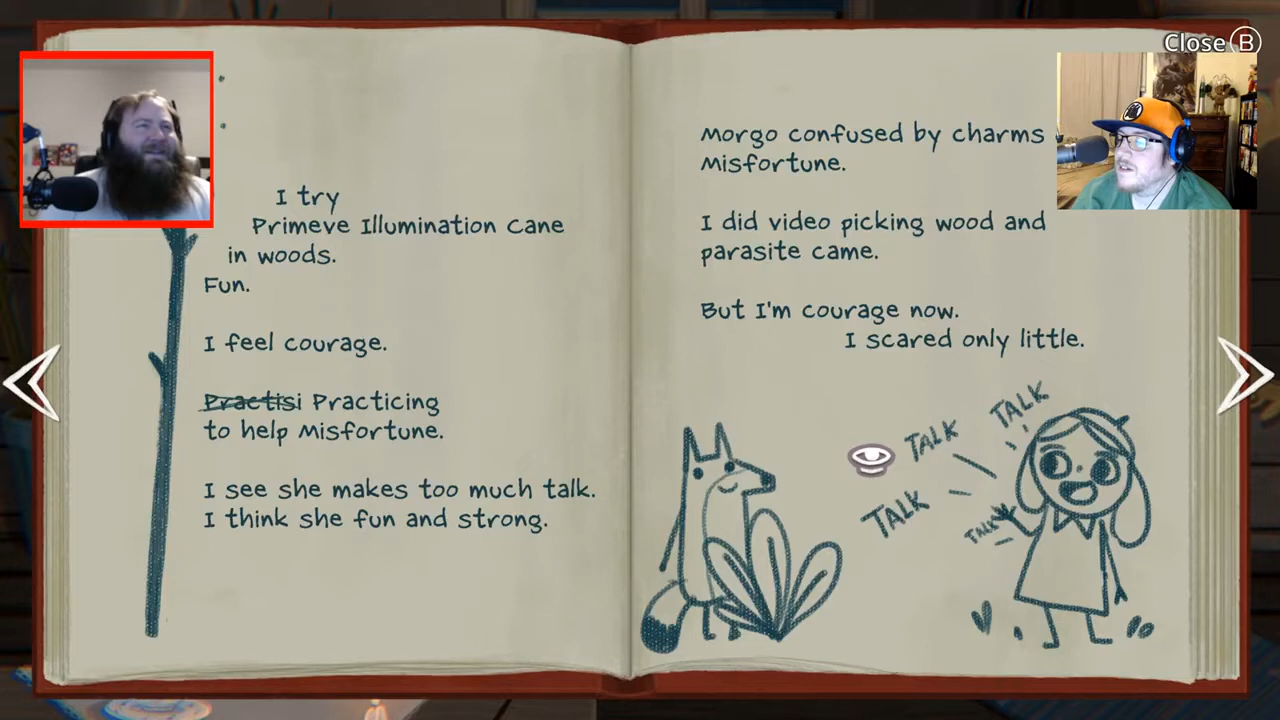 Close B
I try
Primeve Illumination Cane
in woods.
Fun.
I feel courage.
Practisi Practicing
to help Misfortune.
I see she makes too much talk.
I think she fun and strong.
Morgo confused by charms
Misfortune.
I did video picking wood and
parasite came.
But I'm courage now.
I scared only little.
TALK
TALK
TALK
TALK